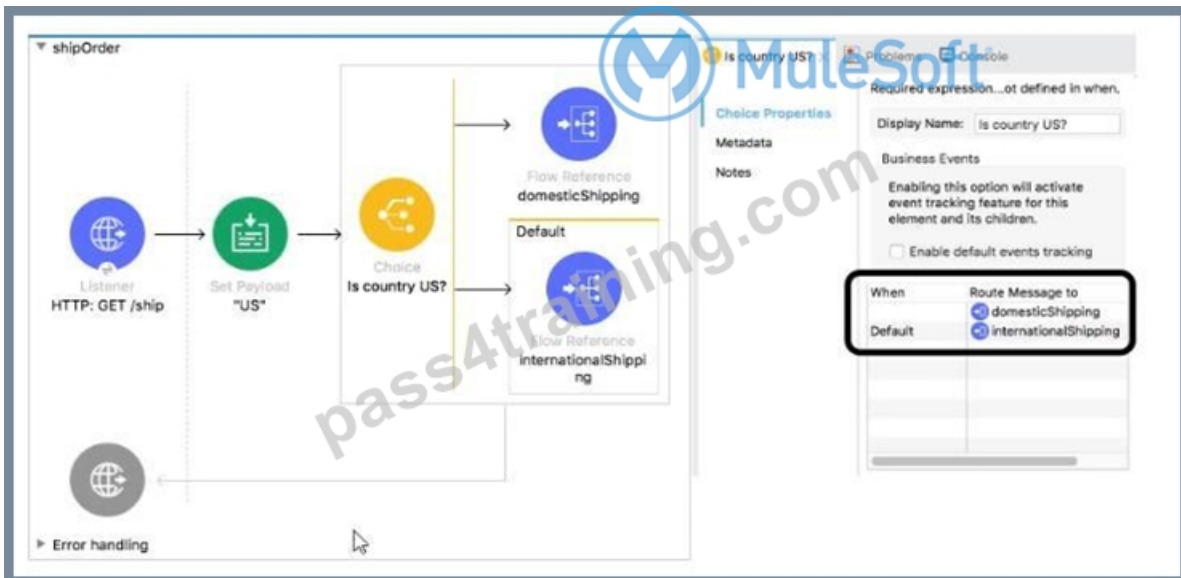 shipOrder
Listener
HTTP: GET /ship
Set Payload
"US"
Choice
Is country US?
Flow Reference
domesticShipping
Default
Flow Reference
internationalShippi
ng
Error handling
MuleSoft
pass4training.com
Is country US?
Problems
Console
Choice Properties
Metadata
Notes
Required expression...ot defined in when.
Display Name: Is country US?
Business Events
Enabling this option will activate
event tracking feature for this
element and its children.
Enable default events tracking
When Route Message to
domesticShipping
Default internationalShipping